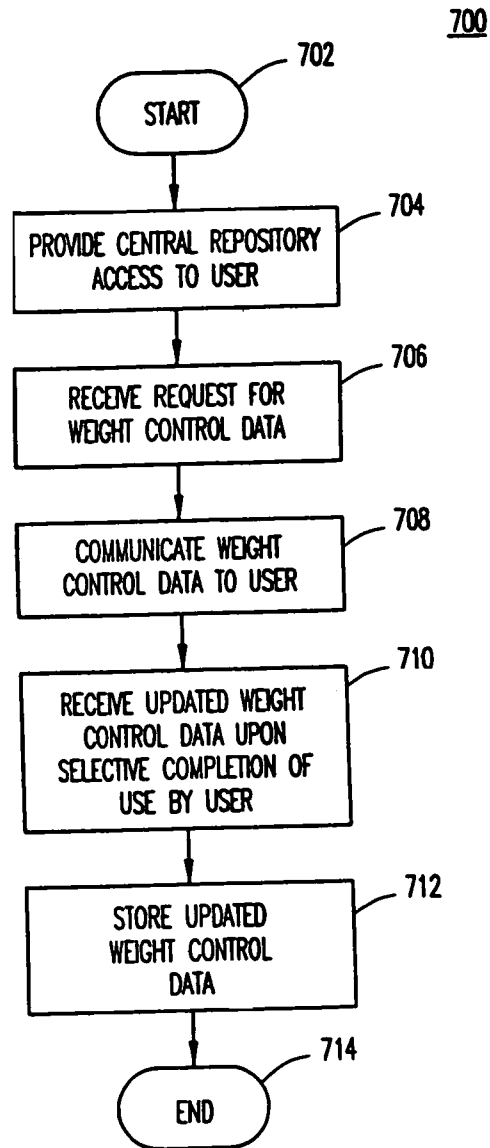 700
702
START
704
PROVIDE CENTRAL REPOSITORY
ACCESS TO USER
706
RECEIVE REQUEST FOR
WEIGHT CONTROL DATA
708
COMMUNICATE WEIGHT
CONTROL DATA TO USER
710
RECEIVE UPDATED WEIGHT
CONTROL DATA UPON
SELECTIVE COMPLETION OF
USE BY USER
712
STORE UPDATED
WEIGHT CONTROL
DATA
714
END